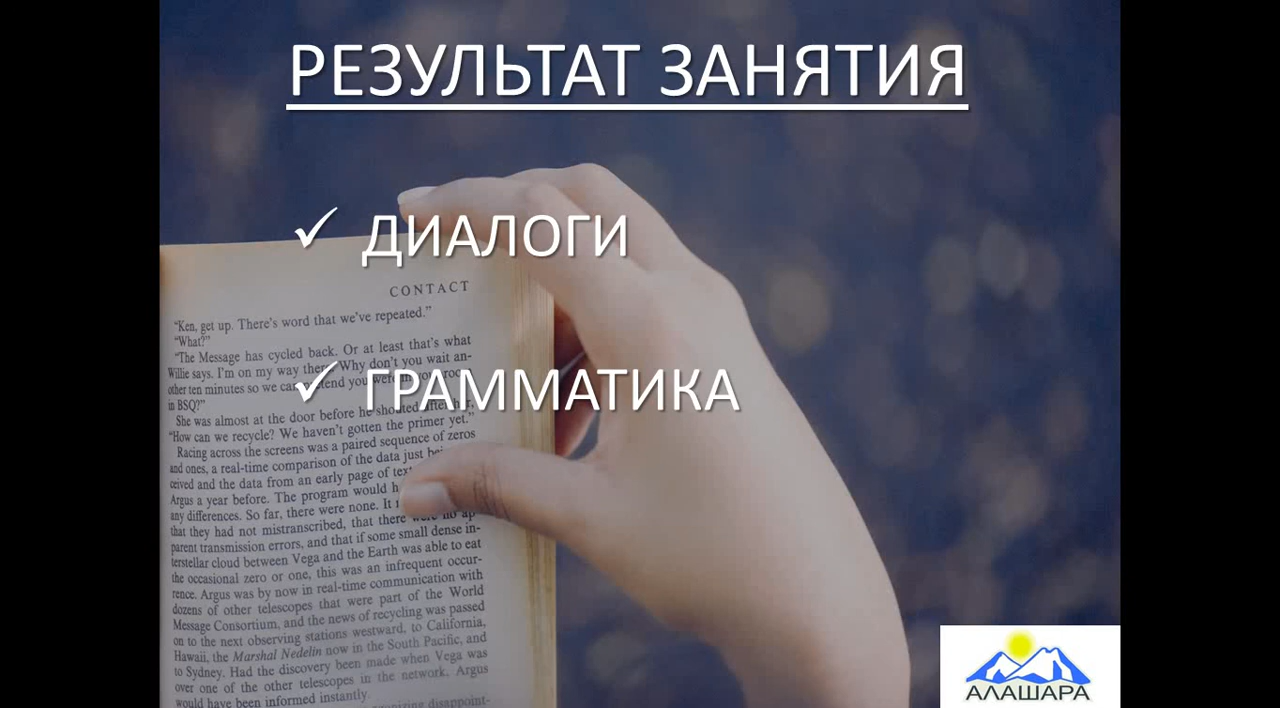 РЕЗУЛЬТАТ ЗАНЯТИЯ
✓ ДИАЛОГИ
✓ ГРАММАТИКА
CONTACT
“Ken, get up. There’s word that we’ve repeated.”
“What?”
“The Message has cycled back. Or at least that’s what
Willie says. I’m on my way there. Why don’t you wait an-
other ten minutes so we can
in BSQ?”
She was almost at the door before he shouted after her,
“How can we recycle? We haven’t gotten the primer yet.”
Racing across the screens was a paired sequence of zeros
and ones, a real-time comparison of the data just
ceived and the data from an early page of
Argus a year before. The program would
any differences. So far, there were none. It
that they had not mistranscribed, that there were no ap-
parent transmission errors, and that if some small dense in-
terstellar cloud between Vega and the Earth was able to eat
the occasional zero or one, this was an infrequent occur-
rence. Argus was by now in real-time communication with
dozens of other telescopes that were part of the World
Message Consortium, and the news of recycling was passed
on to the next observing stations westward, to California,
Hawaii, the Marshal Nedelin now in the South Pacific, and
to Sydney. Had the discovery been made when Vega was
over one of the other telescopes in the network, Argus
would have been informed instantly.
disappoint-
АЛАШАРА